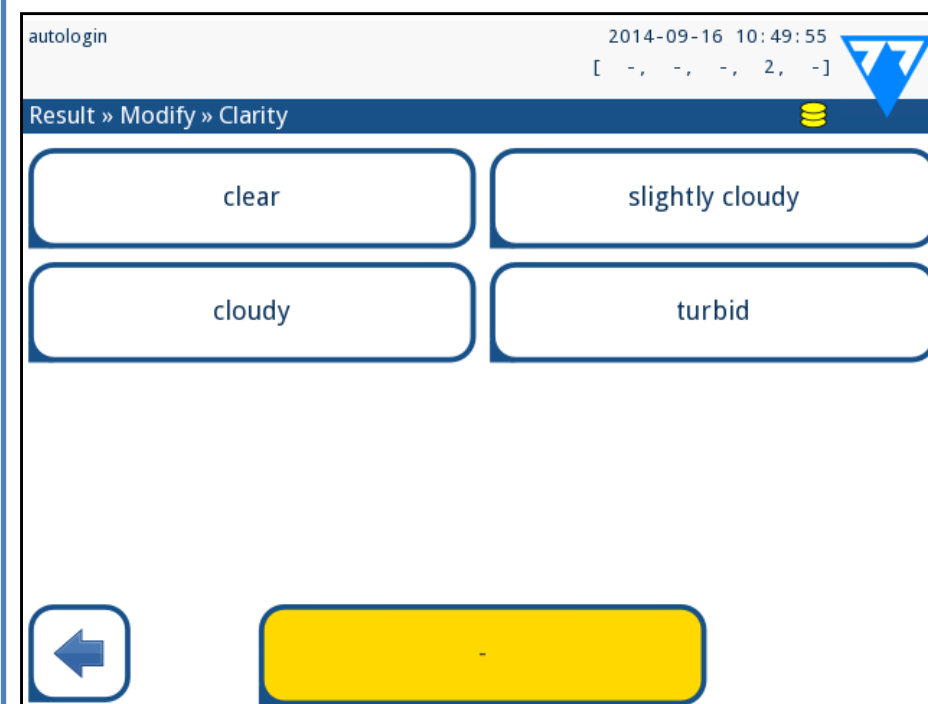 autologin 2014-09-16 10:49:55
[ -, -, -, 2, -]
Result » Modify » Clarity
clear slightly cloudy
cloudy turbid
-